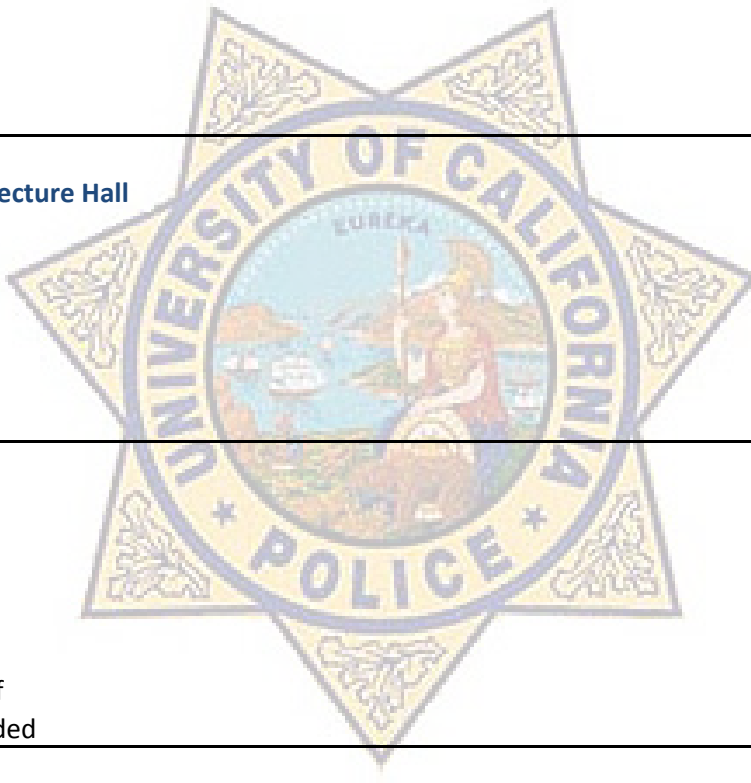 ecture Hall
UNIVERSITY OF CALIFORNIA
EUREKA
POLICE
f
ded